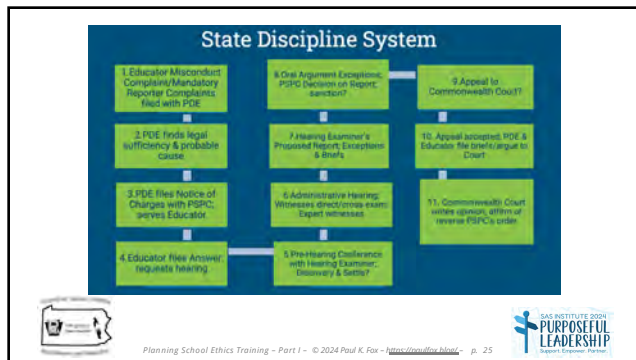 State Discipline System
1.Educator Misconduct
Complaint/Mandatory
Reporter Complaints
filed with PDE
2.PDE finds legal
sufficiency & probable
cause
3.PDE files Notice of
Charges with PSPC;
serves Educator.
4.Educator files Answer;
requests hearing.
5.Pre-Hearing Conference
with Hearing Examiner;
Discovery & Settle?
6.Administrative Hearing;
Witnesses direct/cross exam;
Expert witnesses
7.Hearing Examiner's
Proposed Report; Exceptions
& Briefs
8.Oral Argument Exceptions;
PSPC Decision on Report;
sanction?
9.Appeal to
Commonwealth Court?
10. Appeal accepted; PDE &
Educator file briefs/argue to
Court
11. Commonwealth Court
writes opinion, affirm or
reverse PSPC's order.
Planning School Ethics Training – Part I – © 2024 Paul K. Fox – https://paulfox.blog/ – p. 25
SAS INSTITUTE 2024
PURPOSEFUL
LEADERSHIP
Support. Empower. Partner.